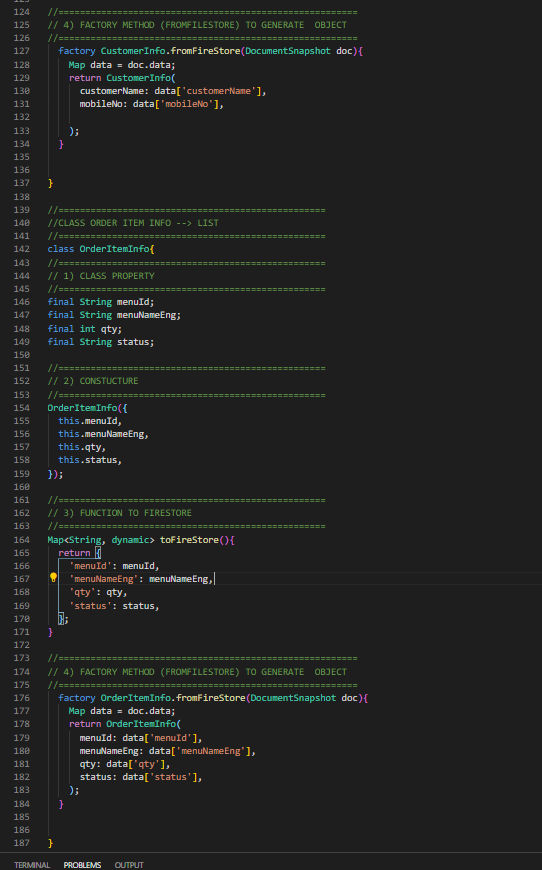 123
124 //========================================================
125 // 4) FACTORY METHOD (FROMFILESTORE) TO GENERATE  OBJECT
126 //========================================================
127   factory CustomerInfo.fromFireStore(DocumentSnapshot doc){
128     Map data = doc.data;
129     return CustomerInfo(
130       customerName: data['customerName'],
131       mobileNo: data['mobileNo'],
132
133     );
134   }
135
136
137 }
138
139 //==================================================
140 //CLASS ORDER ITEM INFO --> LIST
141 //==================================================
142 class OrderItemInfo{
143 //==================================================
144 // 1) CLASS PROPERTY
145 //==================================================
146 final String menuId;
147 final String menuNameEng;
148 final int qty;
149 final String status;
150
151 //==================================================
152 // 2) CONSTUCTURE
153 //==================================================
154 OrderItemInfo({
155   this.menuId,
156   this.menuNameEng,
157   this.qty,
158   this.status,
159 });
160
161 //==================================================
162 // 3) FUNCTION TO FIRESTORE
163 //==================================================
164 Map<String, dynamic> toFireStore(){
165   return {
166     'menuId': menuId,
167     'menuNameEng': menuNameEng,
168     'qty': qty,
169     'status': status,
170   };
171 }
172
173 //========================================================
174 // 4) FACTORY METHOD (FROMFILESTORE) TO GENERATE  OBJECT
175 //========================================================
176   factory OrderItemInfo.fromFireStore(DocumentSnapshot doc){
177     Map data = doc.data;
178     return OrderItemInfo(
179       menuId: data['menuId'],
180       menuNameEng: data['menuNameEng'],
181       qty: data['qty'],
182       status: data['status'],
183     );
184   }
185
186
187 }
TERMINAL PROBLEMS OUTPUT